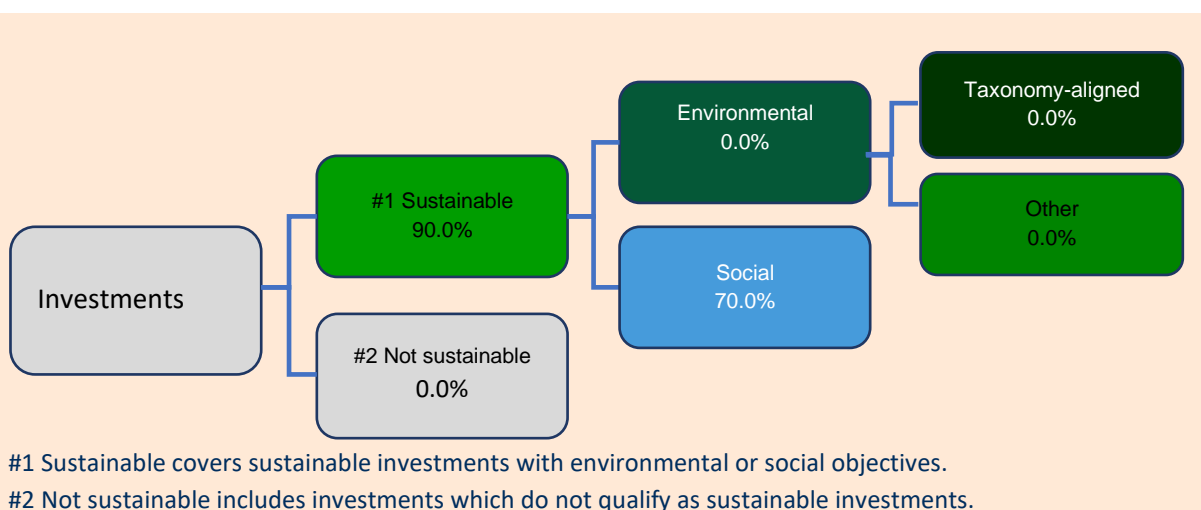 Investments
#1 Sustainable
90.0%
#2 Not sustainable
0.0%
Environmental
0.0%
Social
70.0%
Taxonomy-aligned
0.0%
Other
0.0%
#1 Sustainable covers sustainable investments with environmental or social objectives.
#2 Not sustainable includes investments which do not qualify as sustainable investments.